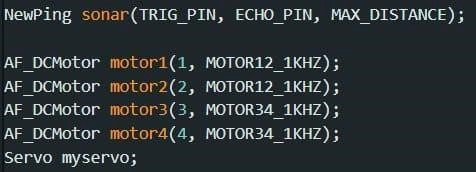 NewPing sonar(TRIG_PIN, ECHO_PIN, MAX_DISTANCE);
AF_DCMotor motor1(1, MOTOR12_1KHZ);
AF_DCMotor motor2(2, MOTOR12_1KHZ);
AF_DCMotor motor3(3, MOTOR34_1KHZ);
AF_DCMotor motor4(4, MOTOR34_1KHZ);
Servo myservo;